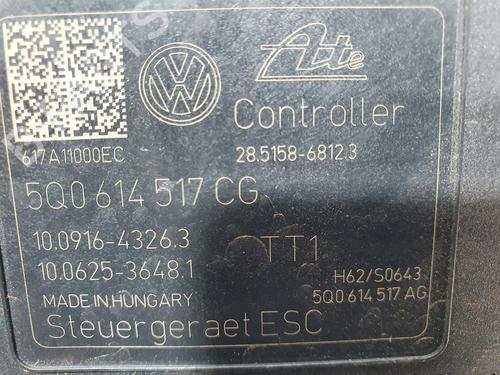 Ate
Controller
617A11000EC
28.5158-6812.3
5Q0 614 517 CG
10.0916-4326.3
TT1
10.0625-3648.1
H62/S0643
MADE IN HUNGARY
5Q0 614 517 AG
Steuergeraet ESC